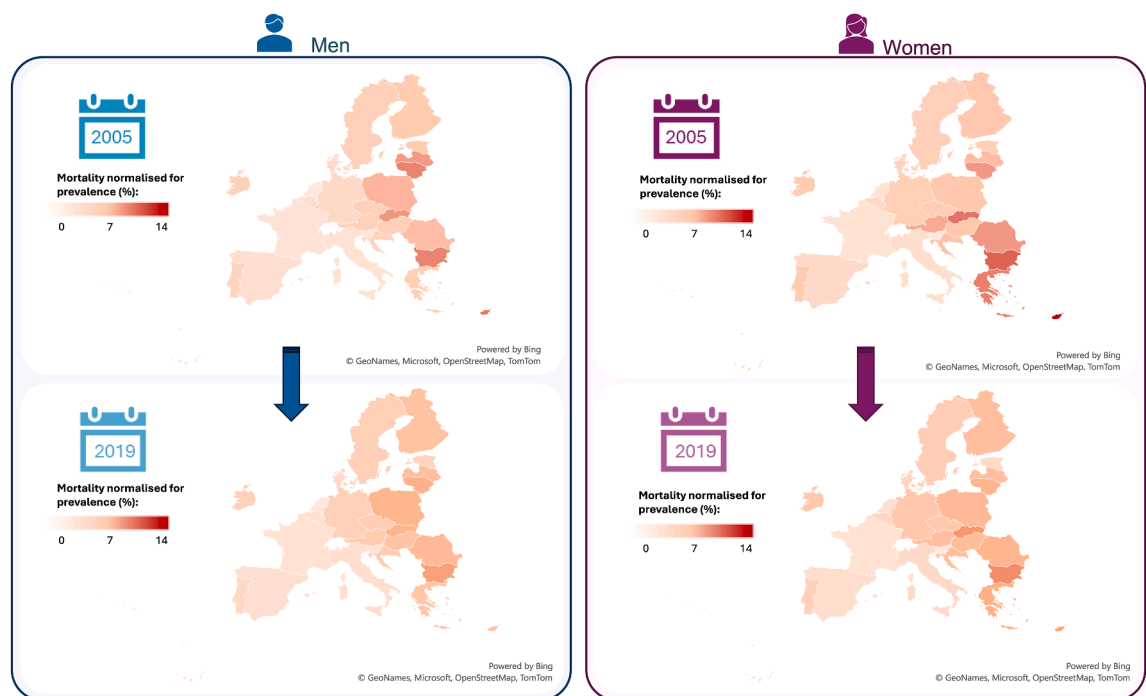 Men
2005
Mortality normalised for
prevalence (%):
0 7 14
Powered by Bing
© GeoNames, Microsoft, OpenStreetMap, TomTom
2019
Mortality normalised for
prevalence (%):
0 7 14
Powered by Bing
© GeoNames, Microsoft, OpenStreetMap, TomTom
Women
2005
Mortality normalised for
prevalence (%):
0 7 14
Powered by Bing
© GeoNames, Microsoft, OpenStreetMap, TomTom
2019
Mortality normalised for
prevalence (%):
0 7 14
Powered by Bing
© GeoNames, Microsoft, OpenStreetMap, TomTom